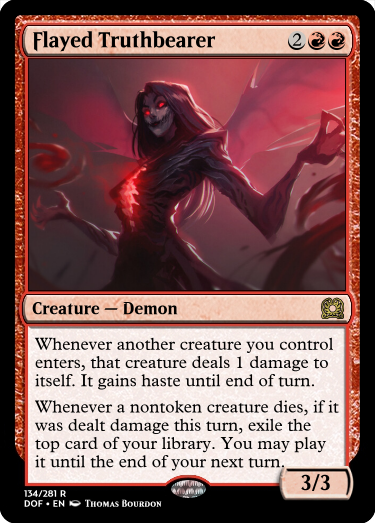 Flayed Truthbearer 2
Creature — Demon
Whenever another creature you control
enters, that creature deals 1 damage to
itself. It gains haste until end of turn.
Whenever a nontoken creature dies, if it
was dealt damage this turn, exile the
top card of your library. You may play
it until the end of your next turn.
3/3
134/281 R
DOF • EN Thomas Bourdon